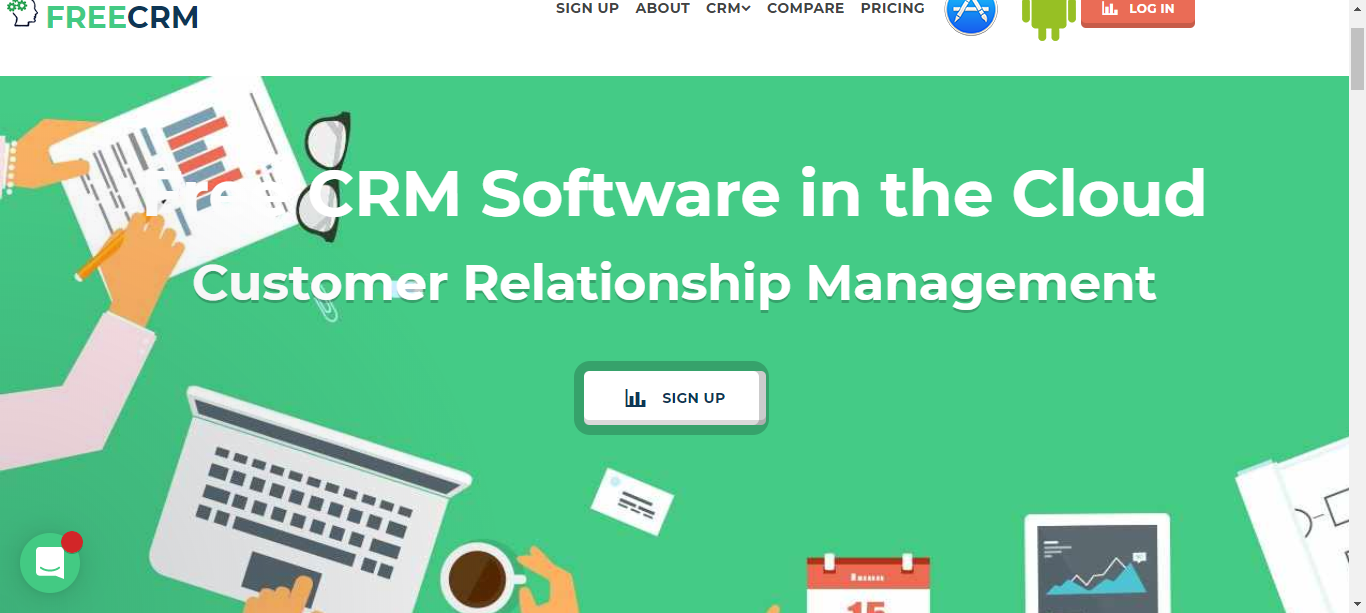 FREECRM
SIGN UP ABOUT CRM COMPARE PRICING LOG IN
Free CRM Software in the Cloud
Customer Relationship Management
SIGN UP
15